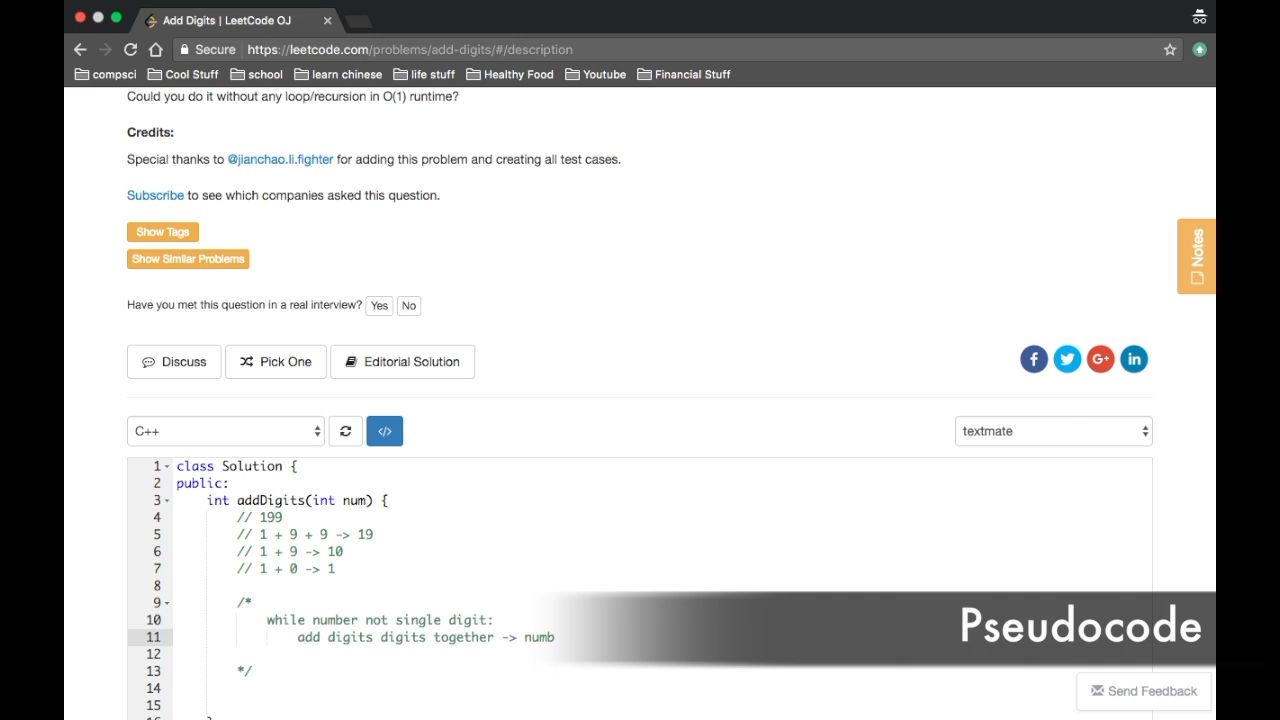 Add Digits | LeetCode OJ
Secure https://leetcode.com/problems/add-digits/#/description
compsci Cool Stuff school learn chinese life stuff Healthy Food Youtube Financial Stuff
Could you do it without any loop/recursion in O(1) runtime?
Credits:
Special thanks to @jianchao.li.fighter for adding this problem and creating all test cases.
Subscribe to see which companies asked this question.
Show Tags
Show Similar Problems
Notes
Have you met this question in a real interview? Yes No
Discuss Pick One Editorial Solution
f G+ in
C++ </> textmate
1 class Solution {
2 public:
3 int addDigits(int num) {
4 // 199
5 // 1 + 9 + 9 -> 19
6 // 1 + 9 -> 10
7 // 1 + 0 -> 1
8
9 /*
10 while number not single digit:
11 add digits digits together -> numb
12
13 */
14
15
Pseudocode
Send Feedback